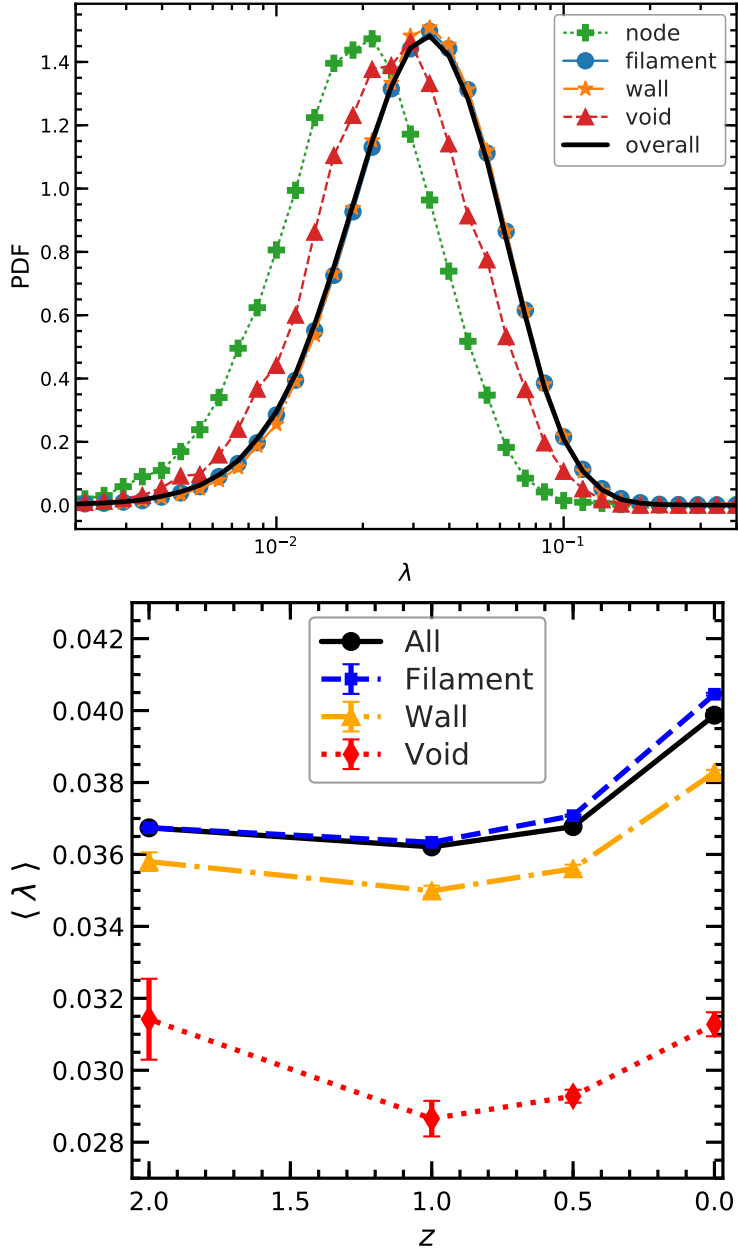 1.4
1.2
1.0
0.8
0.6
0.4
0.2
0.0
PDF
node
filament
wall
void
overall
10⁻² 10⁻¹
λ
0.042
0.040
0.038
0.036
0.034
0.032
0.030
0.028
⟨ λ ⟩
All
Filament
Wall
Void
2.0 1.5 1.0 0.5 0.0
z